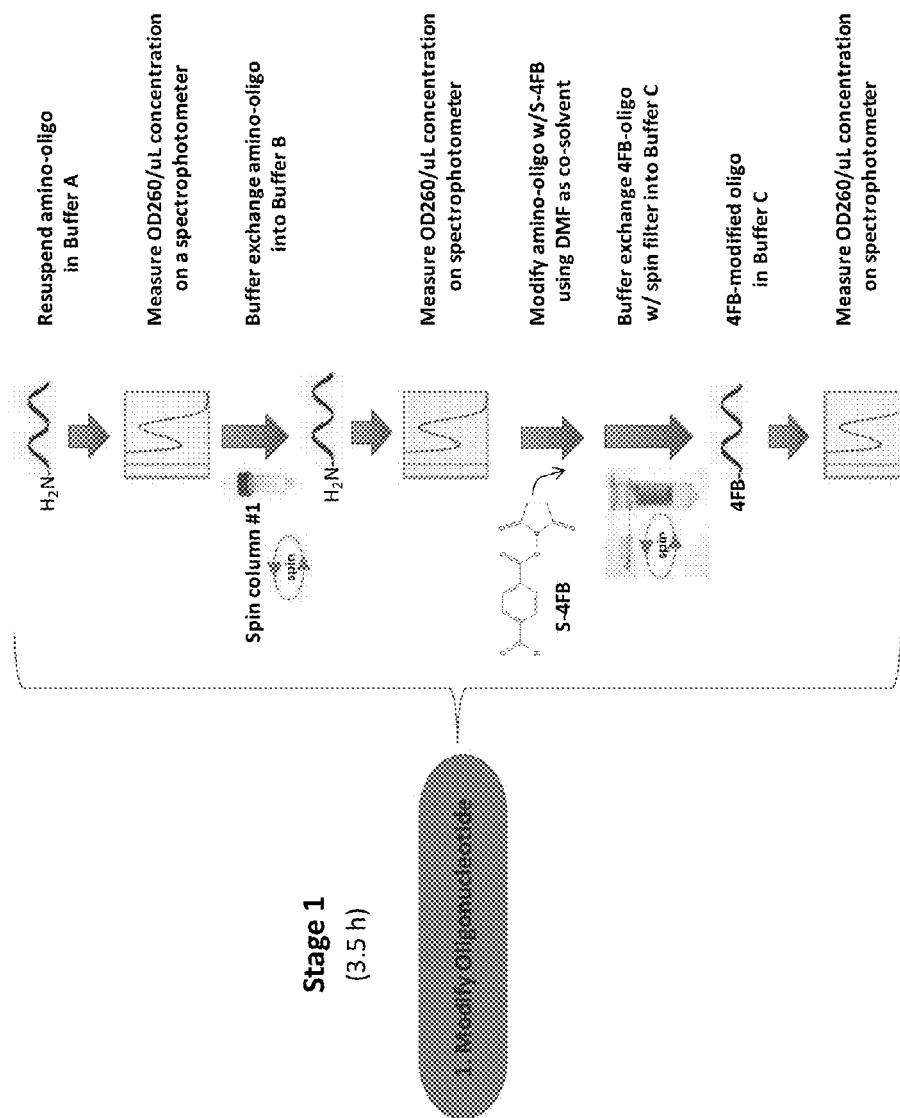 Stage 1
(3.5 h)
1. Modify Oligonucleotide
H2N-
Resuspend amino-oligo
in Buffer A
Measure OD260/uL concentration
on a spectrophotometer
Spin column #1
spin
Buffer exchange amino-oligo
into Buffer B
H2N-
Measure OD260/uL concentration
on spectrophotometer
S-4FB
Modify amino-oligo w/S-4FB
using DMF as co-solvent
spin
Buffer exchange 4FB-oligo
w/ spin filter into Buffer C
4FB-
4FB-modified oligo
in Buffer C
Measure OD260/uL concentration
on spectrophotometer